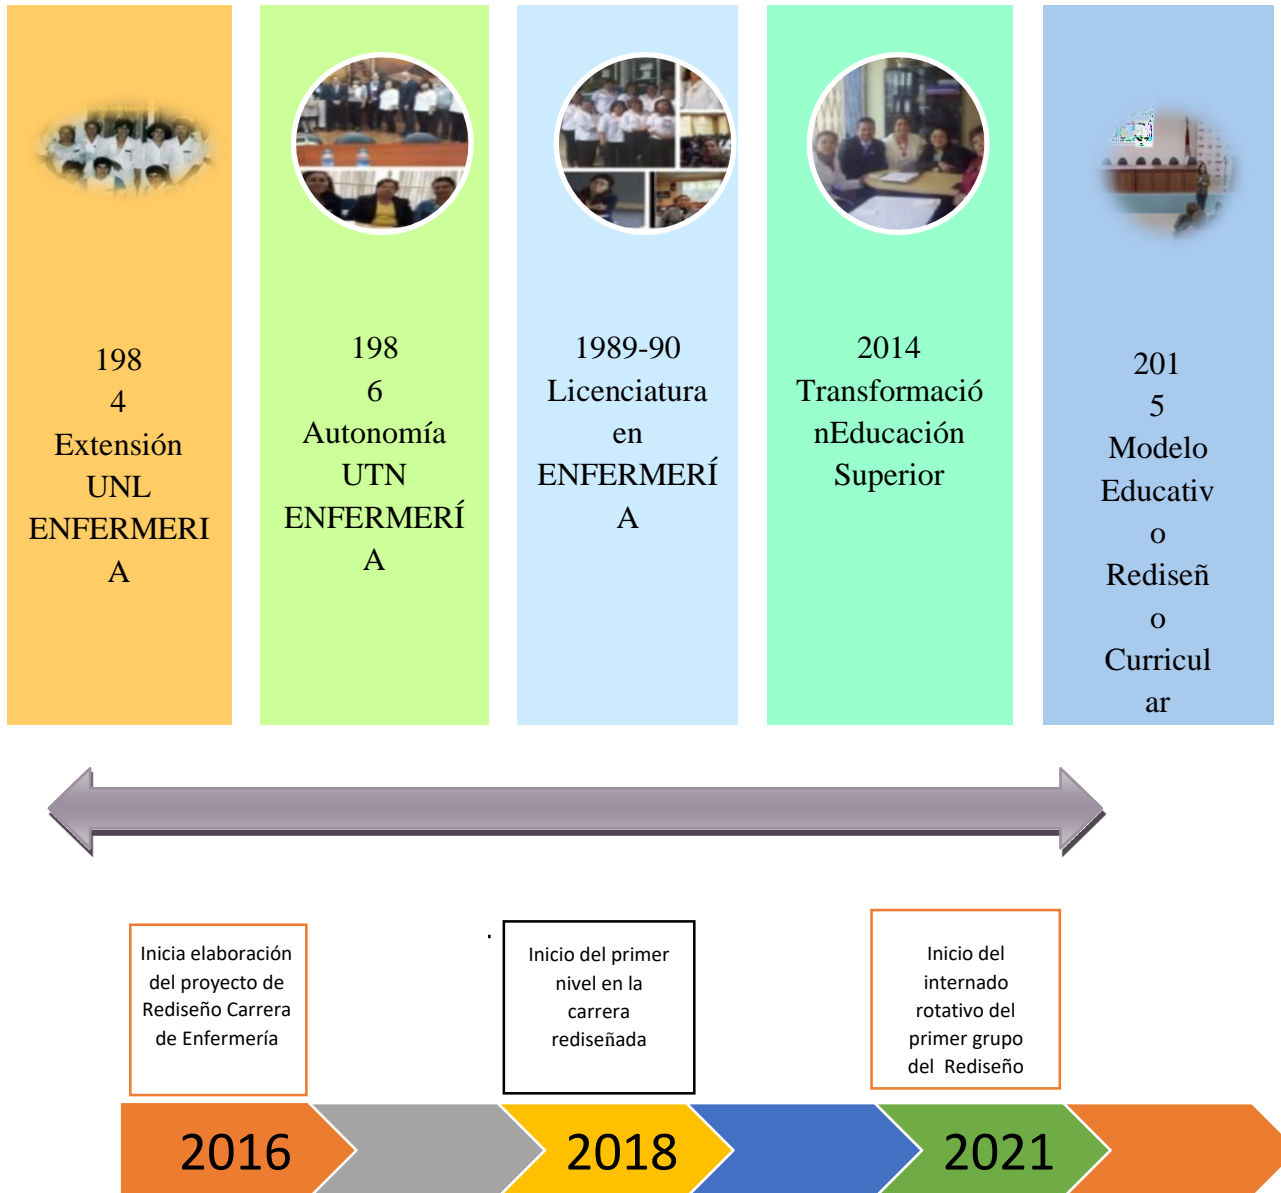 198
4
Extensión
UNL
ENFERMERI
A
198
6
Autonomía
UTN
ENFERMERÍ
A
1989-90
Licenciatura
en
ENFERMERÍ
A
2014
Transformació
nEducación
Superior
201
5
Modelo
Educativ
o
Rediseñ
o
Curricul
ar
.
Inicia elaboración
del proyecto de
Rediseño Carrera
de Enfermería
Inicio del primer
nivel en la
carrera
rediseñada
Inicio del
internado
rotativo del
primer grupo
del Rediseño
2016
2018
2021